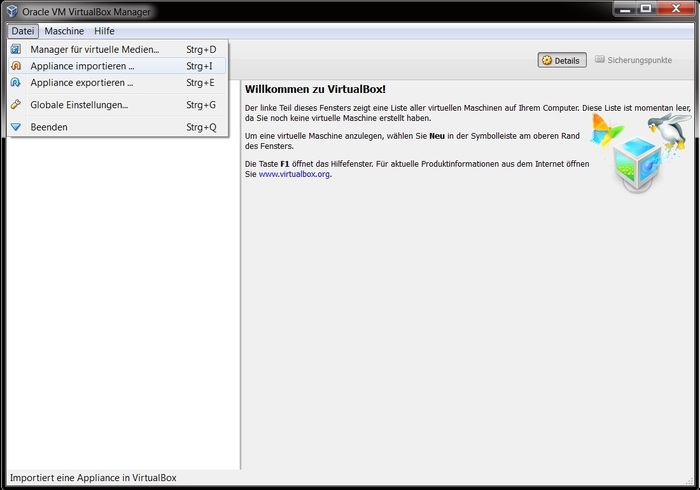 Oracle VM VirtualBox Manager
Datei Maschine Hilfe
Manager für virtuelle Medien... Strg+D
Appliance importieren ... Strg+I
Appliance exportieren ... Strg+E
Globale Einstellungen... Strg+G
Beenden Strg+Q
Details Sicherungspunkte
Willkommen zu VirtualBox!
Der linke Teil dieses Fensters zeigt eine Liste aller virtuellen Maschinen auf Ihrem Computer. Diese Liste ist momentan leer,
da Sie noch keine virtuelle Maschine erstellt haben.
Um eine virtuelle Maschine anzulegen, wählen Sie Neu in der Symbolleiste am oberen Rand
des Fensters.
Die Taste F1 öffnet das Hilfefenster. Für aktuelle Produktinformationen aus dem Internet öffnen
Sie www.virtualbox.org.
Importiert eine Appliance in VirtualBox